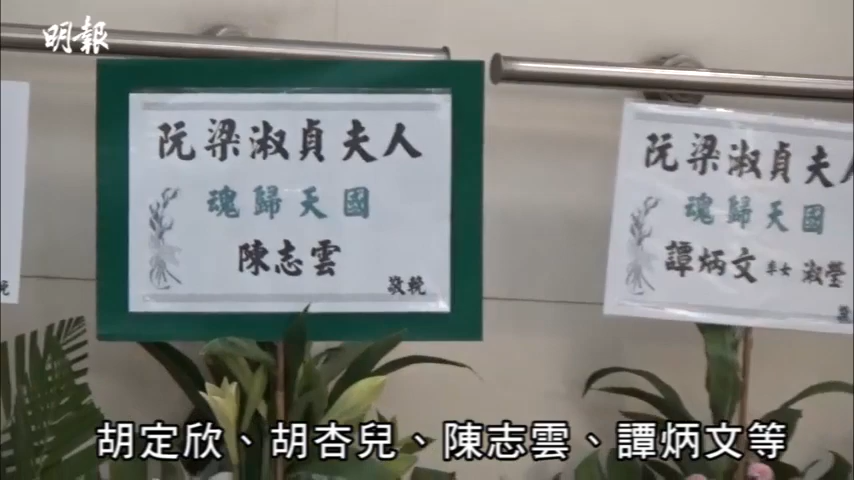 明報
阮梁淑貞夫人
魂歸天國
陳志雲
敬輓
阮梁淑貞夫
魂歸天國
譚炳文 率女 淑瑩
胡定欣、胡杏兒、陳志雲、譚炳文等